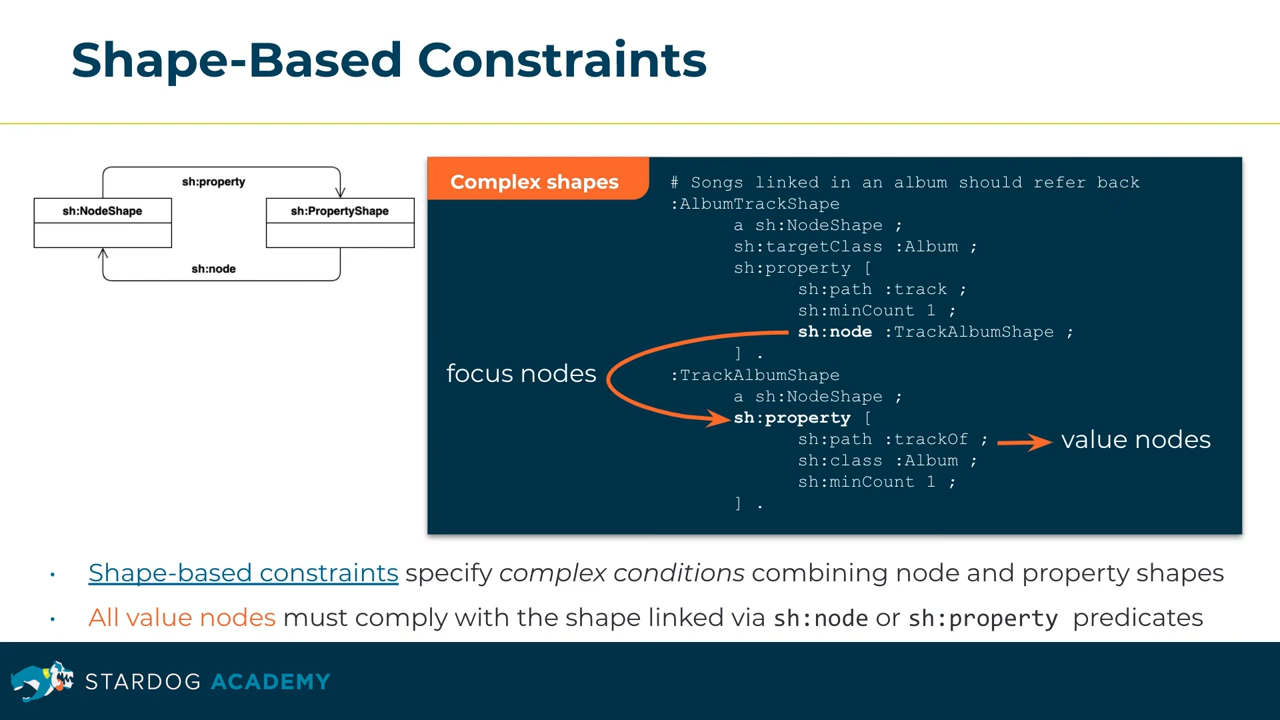 Shape-Based Constraints
sh:property
sh:NodeShape
sh:PropertyShape
sh:node
Complex shapes
# Songs linked in an album should refer back
:AlbumTrackShape
a sh:NodeShape ;
sh:targetClass :Album ;
sh:property [
sh:path :track ;
sh:minCount 1 ;
sh:node :TrackAlbumShape ;
] .
focus nodes
:TrackAlbumShape
a sh:NodeShape ;
sh:property [
sh:path :trackOf ;
value nodes
sh:class :Album ;
sh:minCount 1 ;
] .
• Shape-based constraints specify complex conditions combining node and property shapes
• All value nodes must comply with the shape linked via sh:node or sh:property predicates
STARDOG ACADEMY